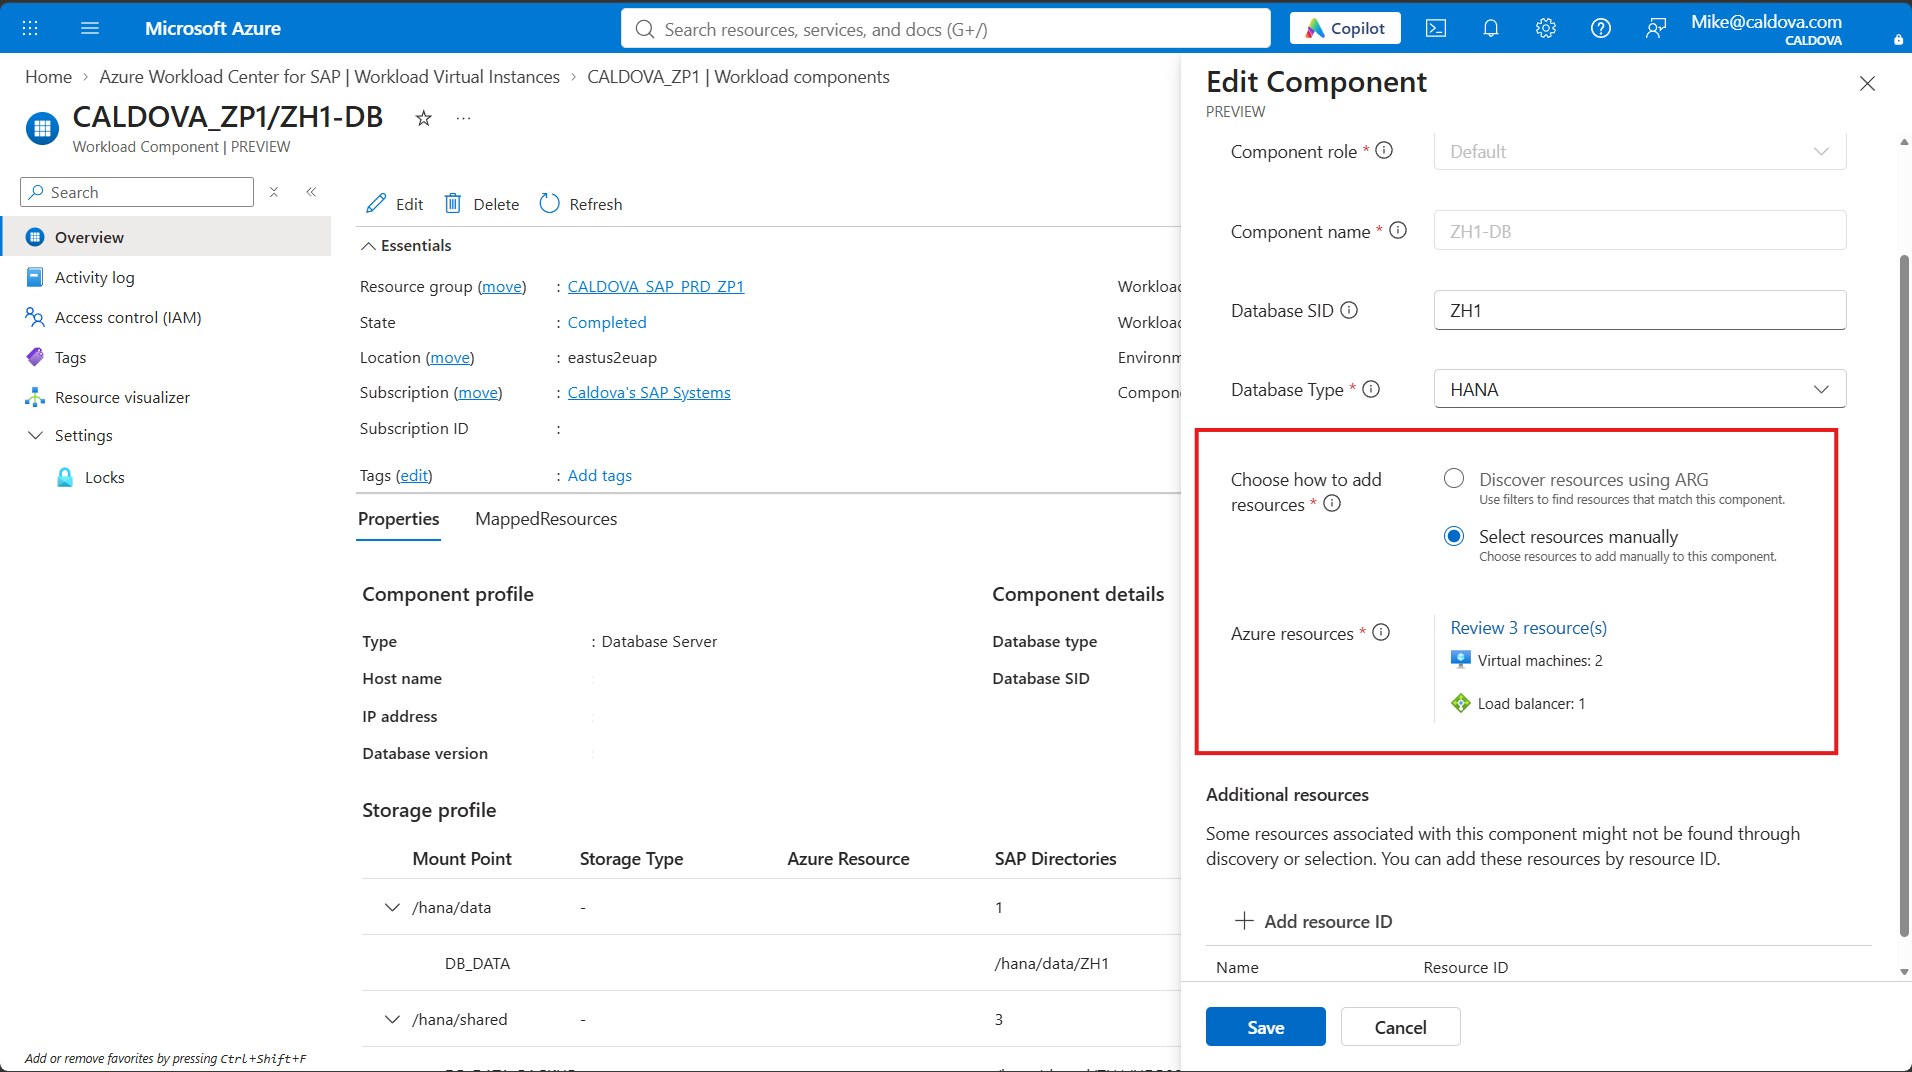 Microsoft Azure
Search resources, services, and docs (G+/)
Copilot
Mike@caldova.com
CALDOVA
Home > Azure Workload Center for SAP | Workload Virtual Instances > CALDOVA_ZP1 | Workload components
CALDOVA_ZP1/ZH1-DB
Workload Component | PREVIEW
Search
Overview
Activity log
Access control (IAM)
Tags
Resource visualizer
Settings
Locks
Add or remove favorites by pressing Ctrl+Shift+F
Edit Delete Refresh
Essentials
Resource group (move) : CALDOVA_SAP_PRD_ZP1
State : Completed
Location (move) : eastus2euap
Subscription (move) : Caldova's SAP Systems
Subscription ID :
Tags (edit) : Add tags
Workload
Workload
Environm
Compon
Properties MappedResources
Component profile
Type : Database Server
Host name :
IP address :
Database version :
Component details
Database type
Database SID
Storage profile
Mount Point Storage Type Azure Resource SAP Directories
/hana/data - 1
DB_DATA /hana/data/ZH1
/hana/shared - 3
Edit Component
PREVIEW
Component role * Default
Component name * ZH1-DB
Database SID ZH1
Database Type * HANA
Choose how to add
resources *
Discover resources using ARG
Use filters to find resources that match this component.
Select resources manually
Choose resources to add manually to this component.
Azure resources * Review 3 resource(s)
Virtual machines: 2
Load balancer: 1
Additional resources
Some resources associated with this component might not be found through
discovery or selection. You can add these resources by resource ID.
+ Add resource ID
Name Resource ID
Save Cancel